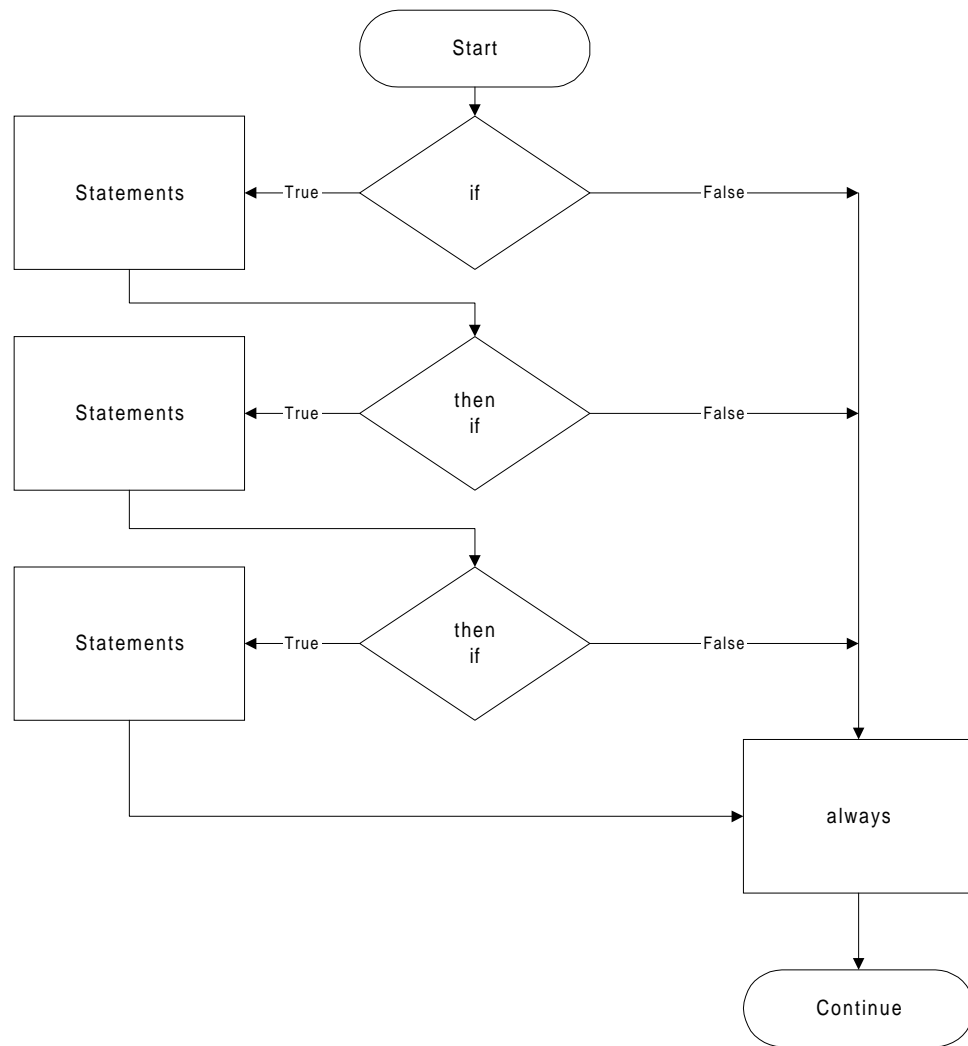 Start
Statements
True
if
False
Statements
True
then
if
False
Statements
True
then
if
False
always
Continue